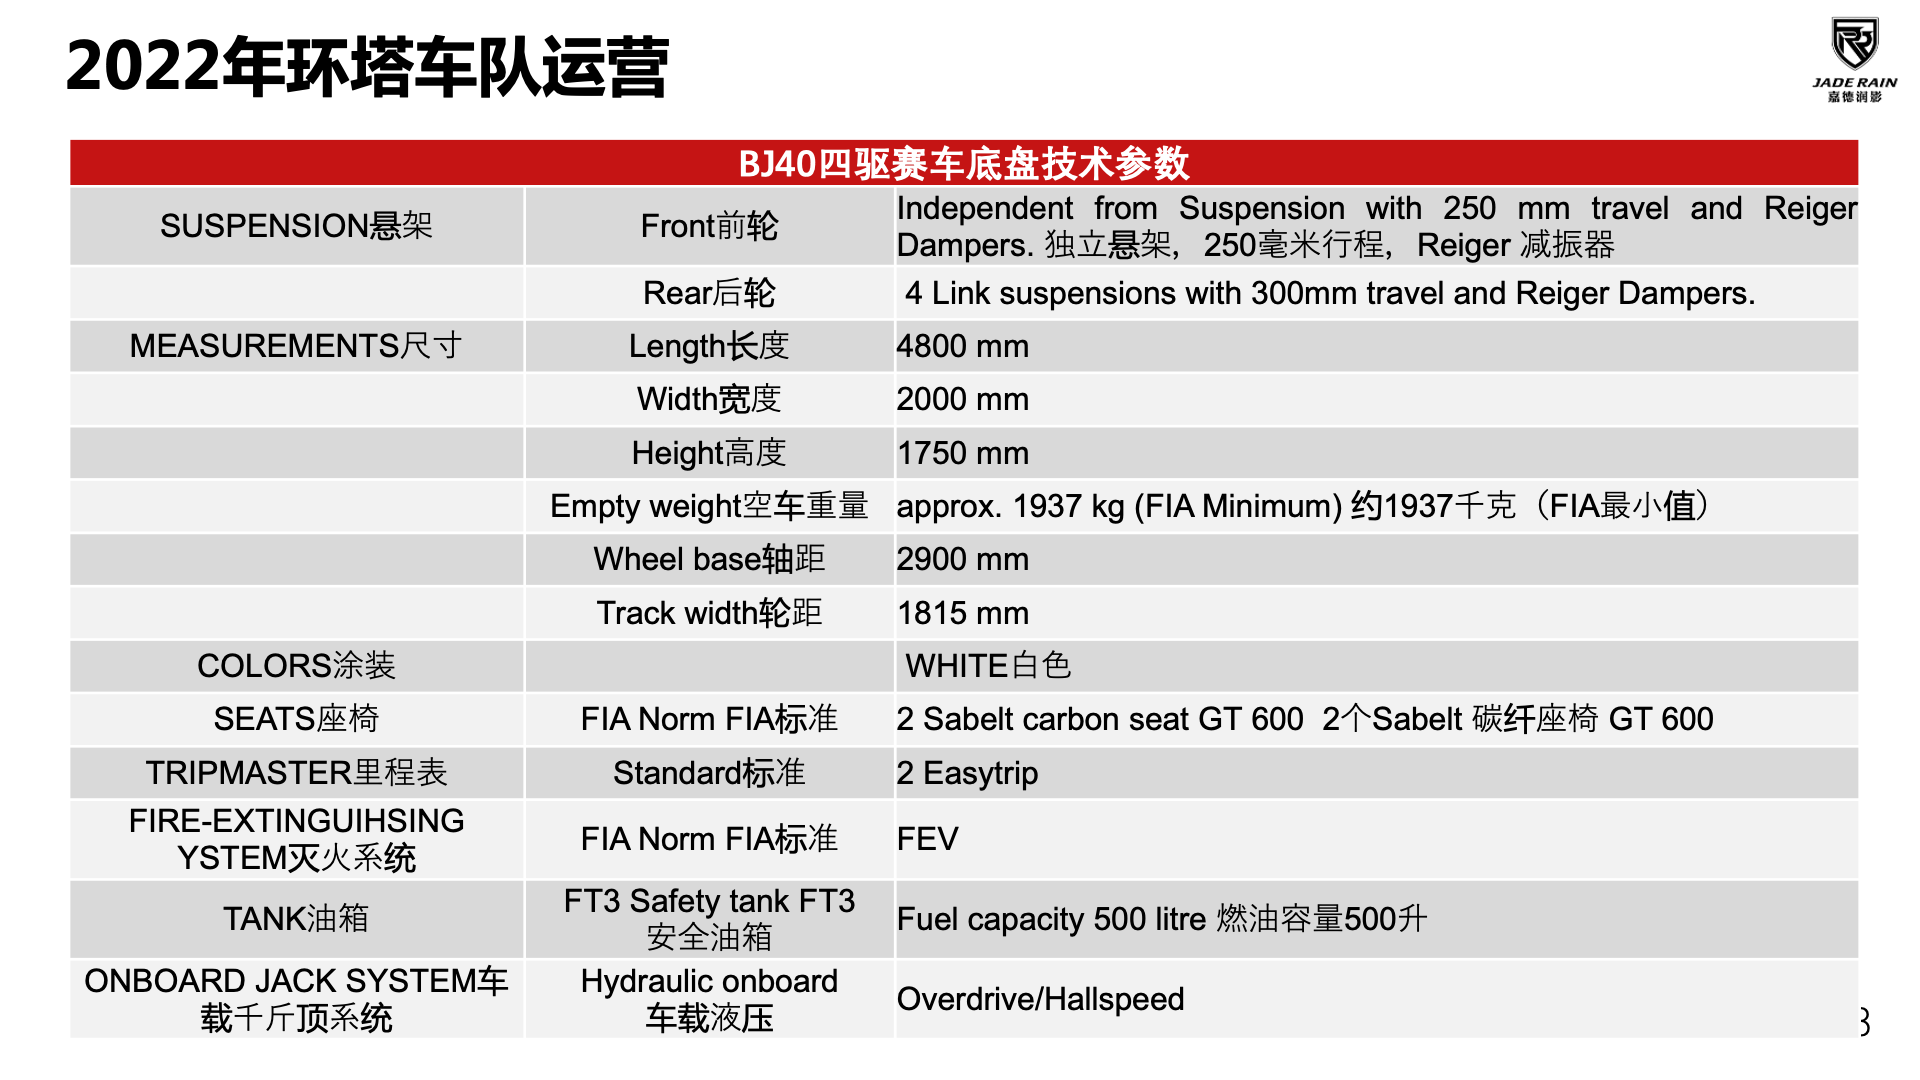 2022年环塔车队运营
JADE RAIN
嘉德润影
BJ40四驱赛车底盘技术参数
SUSPENSION悬架
Front前轮
Independent from Suspension with 250 mm travel and Reiger
Dampers. 独立悬架，250毫米行程，Reiger 减振器
Rear后轮
4 Link suspensions with 300mm travel and Reiger Dampers.
MEASUREMENTS尺寸
Length长度
4800 mm
Width宽度
2000 mm
Height高度
1750 mm
Empty weight空车重量
approx. 1937 kg (FIA Minimum) 约1937千克（FIA最小值）
Wheel base轴距
2900 mm
Track width轮距
1815 mm
COLORS涂装
WHITE白色
SEATS座椅
FIA Norm FIA标准
2 Sabelt carbon seat GT 600 2个Sabelt 碳纤座椅 GT 600
TRIPMASTER里程表
Standard标准
2 Easytrip
FIRE-EXTINGUIHSING
YSTEM灭火系统
FIA Norm FIA标准
FEV
TANK油箱
FT3 Safety tank FT3
安全油箱
Fuel capacity 500 litre 燃油容量500升
ONBOARD JACK SYSTEM车
载千斤顶系统
Hydraulic onboard
车载液压
Overdrive/Hallspeed